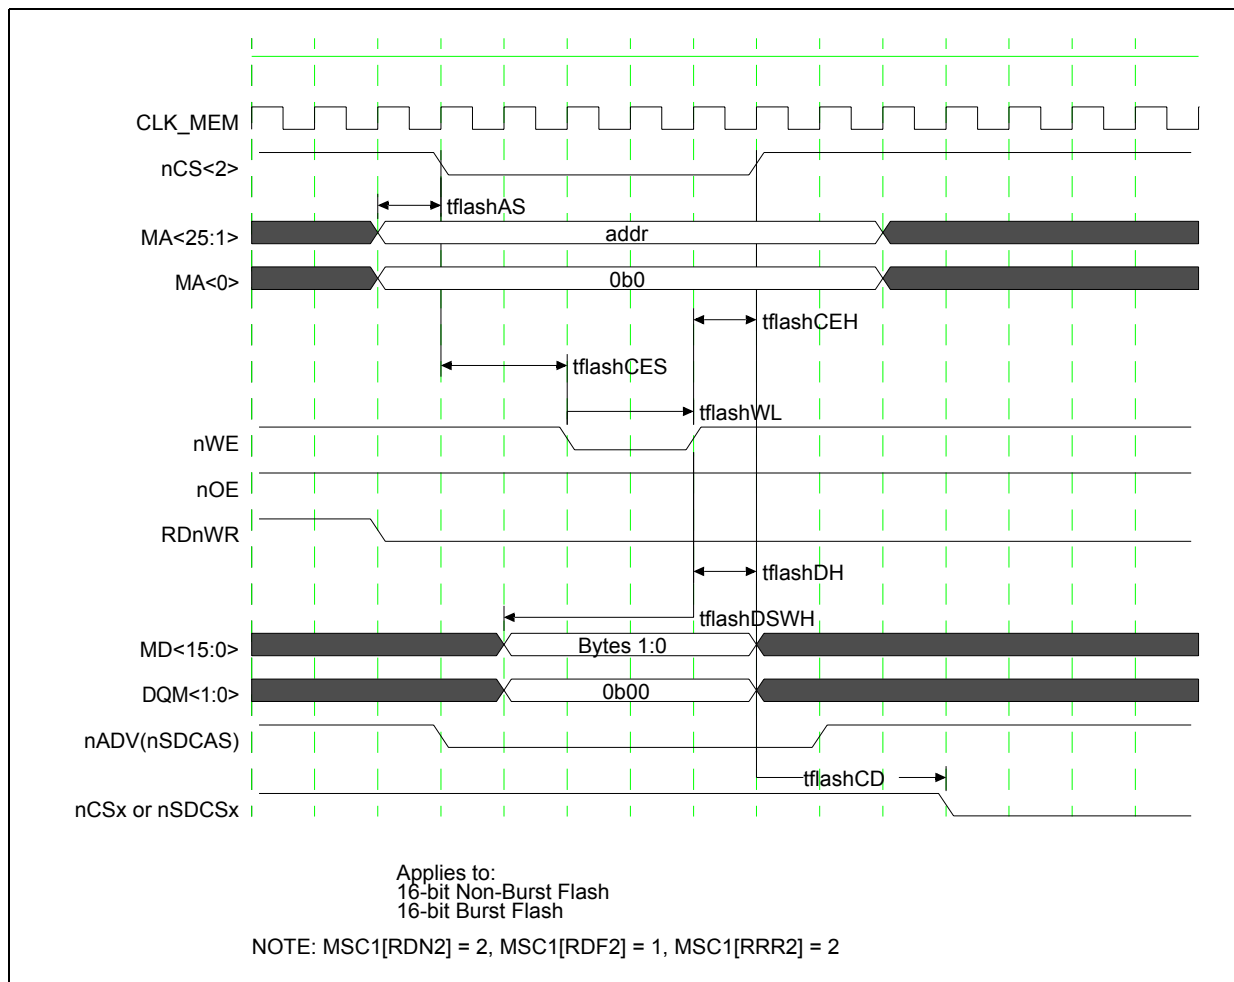 CLK_MEM
nCS<2>
tflashAS
MA<25:1>
addr
MA<0>
0b0
tflashCEH
tflashCES
tflashWL
nWE
nOE
RDnWR
tflashDH
tflashDSWH
MD<15:0>
Bytes 1:0
DQM<1:0>
0b00
nADV(nSDCAS)
tflashCD
nCSx or nSDCSx
Applies to:
16-bit Non-Burst Flash
16-bit Burst Flash
NOTE: MSC1[RDN2] = 2, MSC1[RDF2] = 1, MSC1[RRR2] = 2